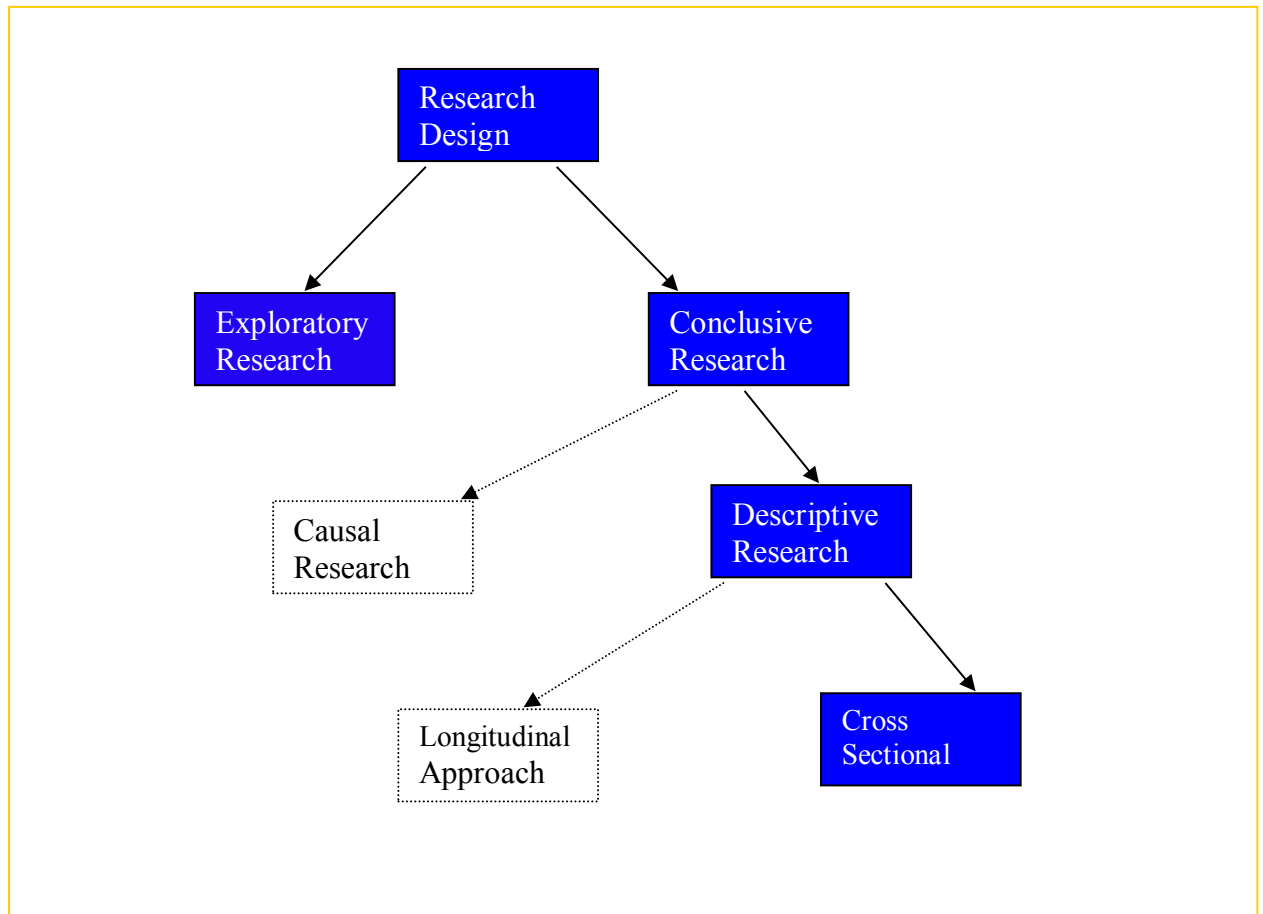 Research
Design
Exploratory
Research
Conclusive
Research
Causal
Research
Descriptive
Research
Longitudinal
Approach
Cross
Sectional